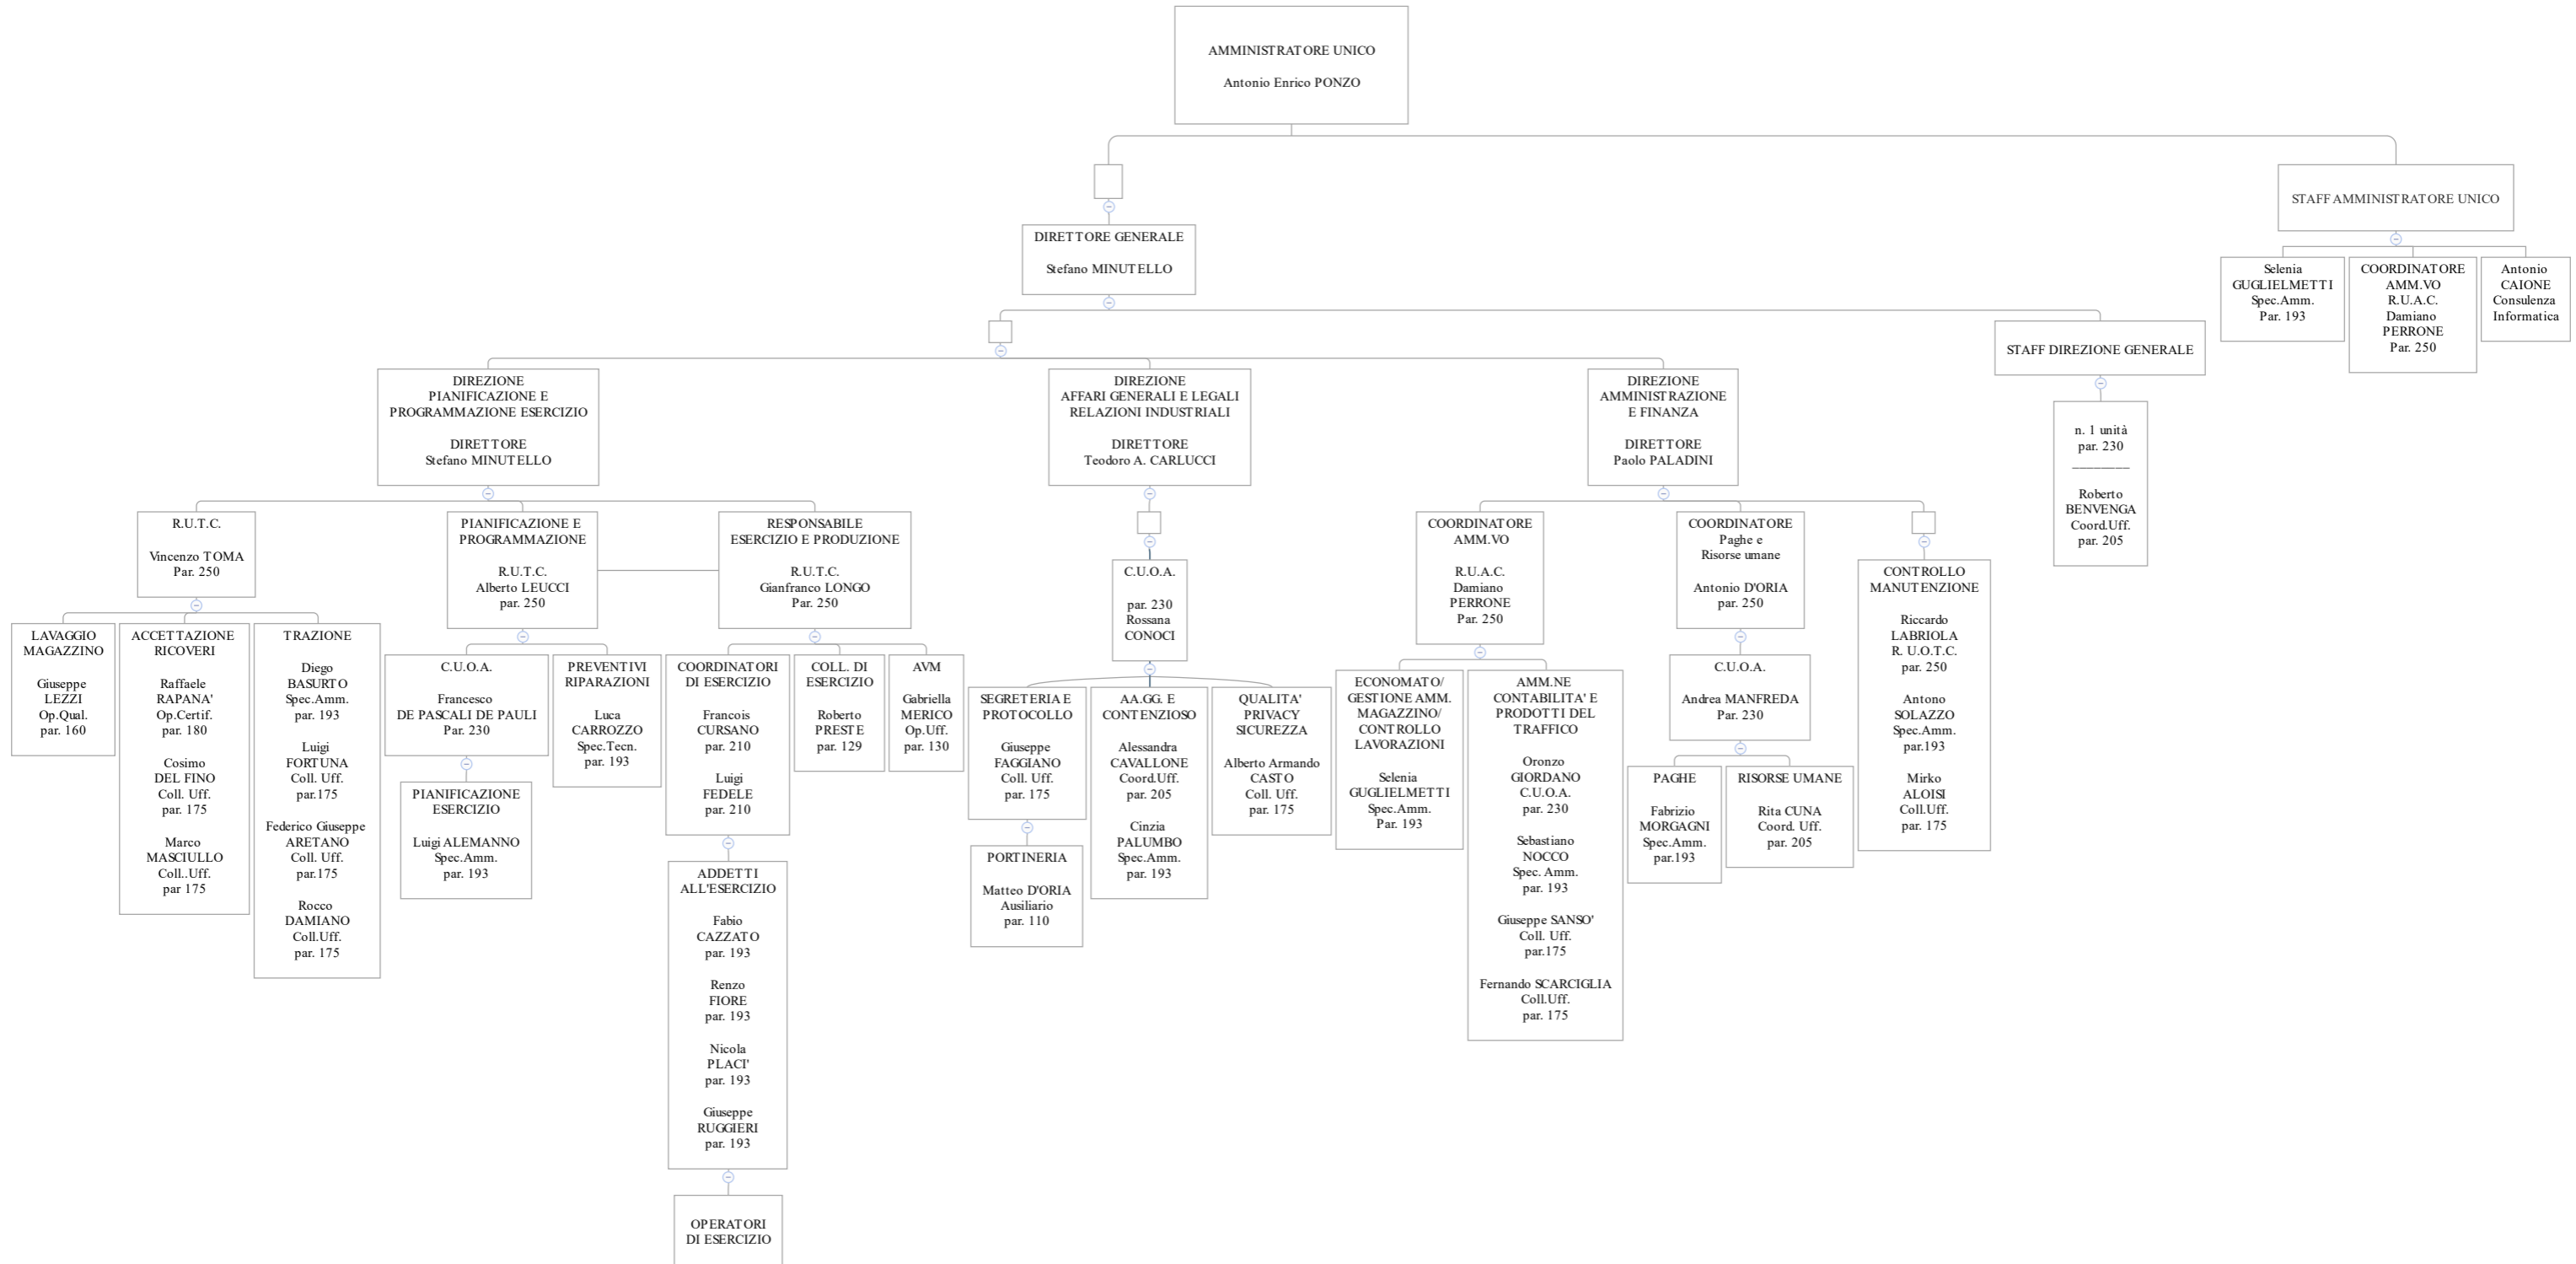 AMMINISTRATORE UNICO
Antonio Enrico PONZO
STAFF AMMINISTRATORE UNICO
Selenia
GUGLIELMETTI
Spec.Amm.
Par. 193
COORDINATORE
AMM.VO
R.U.A.C.
Damiano
PERRONE
Par. 250
Antonio
CAIONE
Consulenza
Informatica
DIRETTORE GENERALE
Stefano MINUTELLO
STAFF DIREZIONE GENERALE
n. 1 unità
par. 230
________
Roberto
BENVENGA
Coord.Uff.
par. 205
DIREZIONE
PIANIFICAZIONE E
PROGRAMMAZIONE ESERCIZIO
DIRETTORE
Stefano MINUTELLO
DIREZIONE
AFFARI GENERALI E LEGALI
RELAZIONI INDUSTRIALI
DIRETTORE
Teodoro A. CARLUCCI
DIREZIONE
AMMINISTRAZIONE
E FINANZA
DIRETTORE
Paolo PALADINI
R.U.T.C.
Vincenzo TOMA
Par. 250
PIANIFICAZIONE E
PROGRAMMAZIONE
R.U.T.C.
Alberto LEUCCI
par. 250
RESPONSABILE
ESERCIZIO E PRODUZIONE
R.U.T.C.
Gianfranco LONGO
Par. 250
C.U.O.A.
par. 230
Rossana
CONOCI
COORDINATORE
AMM.VO
R.U.A.C.
Damiano
PERRONE
Par. 250
COORDINATORE
Paghe e
Risorse umane
Antonio D'ORIA
par. 250
CONTROLLO
MANUTENZIONE
Riccardo
LABRIOLA
R. U.O.T.C.
par. 250
Antono
SOLAZZO
Spec.Amm.
par.193
Mirko
ALOISI
Coll.Uff.
par. 175
LAVAGGIO
MAGAZZINO
Giuseppe
LEZZI
Op.Qual.
par. 160
ACCETTAZIONE
RICOVERI
Raffaele
RAPANA'
Op.Certif.
par. 180
Cosimo
DEL FINO
Coll. Uff.
par. 175
Marco
MASCIULLO
Coll..Uff.
par 175
TRAZIONE
Diego
BASURTO
Spec.Amm.
par. 193
Luigi
FORTUNA
Coll. Uff.
par.175
Federico Giuseppe
ARETANO
Coll. Uff.
par.175
Rocco
DAMIANO
Coll.Uff.
par. 175
C.U.O.A.
Francesco
DE PASCALI DE PAULI
Par. 230
PIANIFICAZIONE
ESERCIZIO
Luigi ALEMANNO
Spec.Amm.
par. 193
PREVENTIVI
RIPARAZIONI
Luca
CARROZZO
Spec.Tecn.
par. 193
COORDINATORI
DI ESERCIZIO
Francois
CURSANO
par. 210
Luigi
FEDELE
par. 210
ADDETTI
ALL'ESERCIZIO
Fabio
CAZZATO
par. 193
Renzo
FIORE
par. 193
Nicola
PLACI'
par. 193
Giuseppe
RUGGIERI
par. 193
OPERATORI
DI ESERCIZIO
COLL. DI
ESERCIZIO
Roberto
PRESTE
par. 129
AVM
Gabriella
MERICO
Op.Uff.
par. 130
SEGRETERIA E
PROTOCOLLO
Giuseppe
FAGGIANO
Coll. Uff.
par. 175
PORTINERIA
Matteo D'ORIA
Ausiliario
par. 110
AA.GG. E
CONTENZIOSO
Alessandra
CAVALLONE
Coord.Uff.
par. 205
Cinzia
PALUMBO
Spec.Amm.
par. 193
QUALITA'
PRIVACY
SICUREZZA
Alberto Armando
CASTO
Coll. Uff.
par. 175
ECONOMATO/
GESTIONE AMM.
MAGAZZINO/
CONTROLLO
LAVORAZIONI
Selenia
GUGLIELMETTI
Spec.Amm.
Par. 193
AMM.NE
CONTABILITA' E
PRODOTTI DEL
TRAFFICO
Oronzo
GIORDANO
C.U.O.A.
par. 230
Sebastiano
NOCCO
Spec. Amm.
par. 193
Giuseppe SANSO'
Coll. Uff.
par.175
Fernando SCARCIGLIA
Coll.Uff.
par. 175
C.U.O.A.
Andrea MANFREDA
Par. 230
PAGHE
Fabrizio
MORGAGNI
Spec.Amm.
par.193
RISORSE UMANE
Rita CUNA
Coord. Uff.
par. 205